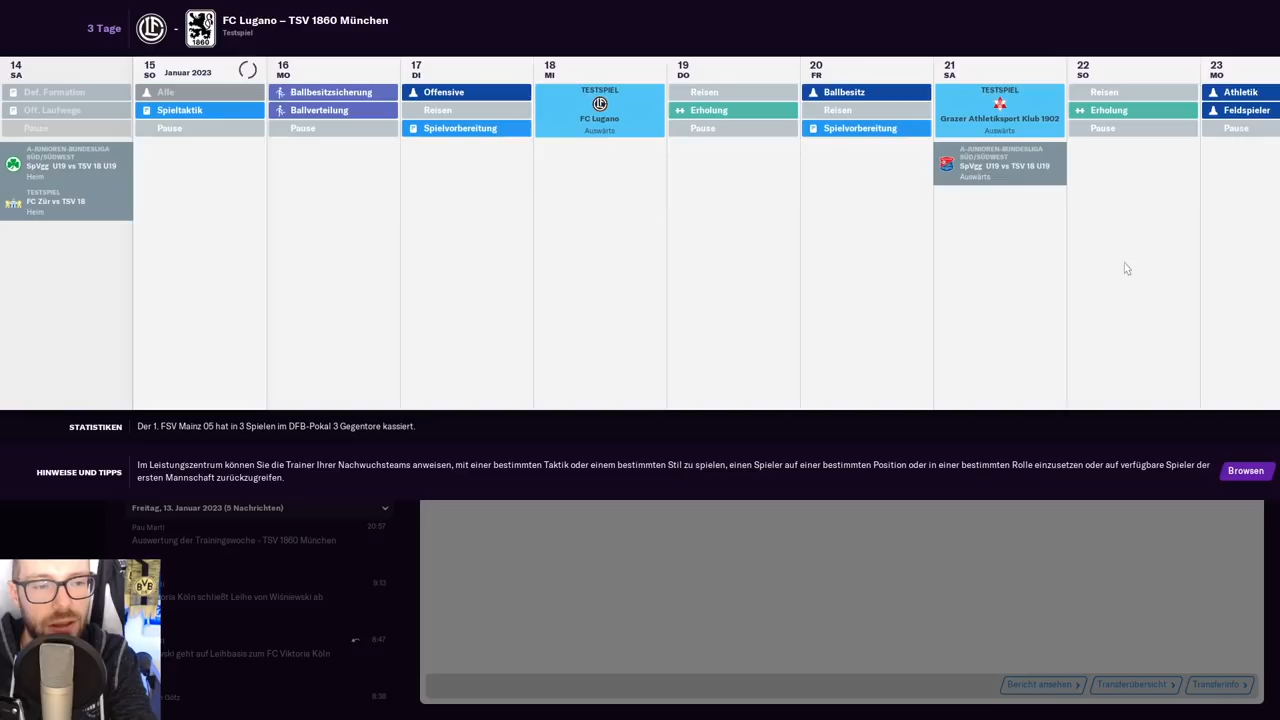 3 Tage
FC Lugano – TSV 1860 München
Testspiel
1860
14
SA
15
SO
Januar 2023
16
MO
17
DI
18
MI
19
DO
20
FR
21
SA
22
SO
23
MO
Def. Formation
Off. Laufwege
Pause
A-JUNIOREN-BUNDESLIGA
SÜD/SÜDWEST
SpVgg U19 vs TSV 18 U19
Heim
TESTSPIEL
FC Zür vs TSV 18
Heim
Alle
Spieltaktik
Pause
Ballbesitzsicherung
Ballverteilung
Pause
Offensive
Reisen
Spielvorbereitung
TESTSPIEL
FC Lugano
Auswärts
Reisen
Erholung
Pause
Ballbesitz
Reisen
Spielvorbereitung
TESTSPIEL
Grazer Athletiksport Klub 1902
Auswärts
A-JUNIOREN-BUNDESLIGA
SÜD/SÜDWEST
SpVgg U19 vs TSV 18 U19
Auswärts
Reisen
Erholung
Pause
Athletik
Feldspieler
Pause
STATISTIKEN
Der 1. FSV Mainz 05 hat in 3 Spielen im DFB-Pokal 3 Gegentore kassiert.
HINWEISE UND TIPPS
Im Leistungszentrum können Sie die Trainer Ihrer Nachwuchsteams anweisen, mit einer bestimmten Taktik oder einem bestimmten Stil zu spielen, einen Spieler auf einer bestimmten Position oder in einer bestimmten Rolle einzusetzen oder auf verfügbare Spieler der
ersten Mannschaft zurückzugreifen.
Browsen
Freitag, 13. Januar 2023 (5 Nachrichten)
Pau Marti
20:57
Auswertung der Trainingswoche - TSV 1860 München
9:13
Köln schließt Leihe von Wiśniewski ab
8:47
geht auf Leihbasis zum FC Viktoria Köln
Götz
8:38
BVB
Bericht ansehen
Transferübersicht
Transferinfo